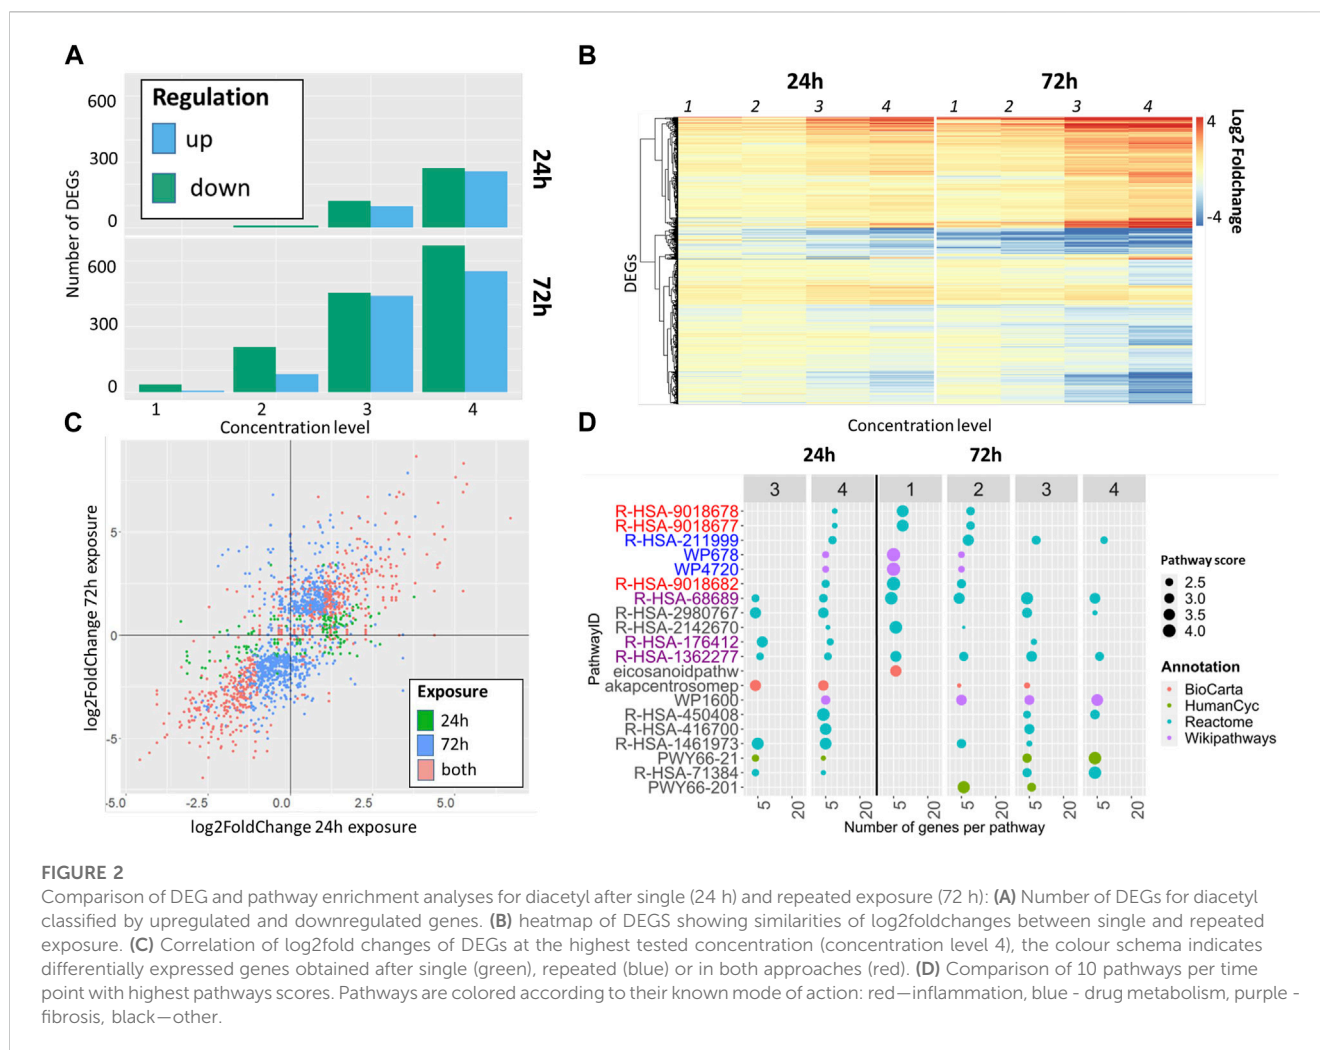 A
Regulation
up
down
600
300
0
24h
600
300
0
72h
Number of DEGs
1 2 3 4
Concentration level
B
24h 72h
1 2 3 4 1 2 3 4
DEGs
4
-4
Log2 Foldchange
Concentration level
C
5
0
-5
-5.0 -2.5 0.0 2.5 5.0
log2FoldChange 72h exposure
log2FoldChange 24h exposure
Exposure
24h
72h
both
D
24h 72h
3 4 1 2 3 4
PathwayID
R-HSA-9018678
R-HSA-9018677
R-HSA-211999
WP678
WP4720
R-HSA-9018682
R-HSA-68689
R-HSA-2980767
R-HSA-2142670
R-HSA-176412
R-HSA-1362277
eicosanoidpathw
akapcentrosomep
WP1600
R-HSA-450408
R-HSA-416700
R-HSA-1461973
PWY66-21
R-HSA-71384
PWY66-201
5 20 5 20 5 20 5 20 5 20 5 20
Number of genes per pathway
Pathway score
2.5
3.0
3.5
4.0
Annotation
BioCarta
HumanCyc
Reactome
Wikipathways
FIGURE 2
Comparison of DEG and pathway enrichment analyses for diacetyl after single (24 h) and repeated exposure (72 h): (A) Number of DEGs for diacetyl
classified by upregulated and downregulated genes. (B) heatmap of DEGS showing similarities of log2foldchanges between single and repeated
exposure. (C) Correlation of log2fold changes of DEGs at the highest tested concentration (concentration level 4), the colour schema indicates
differentially expressed genes obtained after single (green), repeated (blue) or in both approaches (red). (D) Comparison of 10 pathways per time
point with highest pathways scores. Pathways are colored according to their known mode of action: red—inflammation, blue - drug metabolism, purple -
fibrosis, black—other.